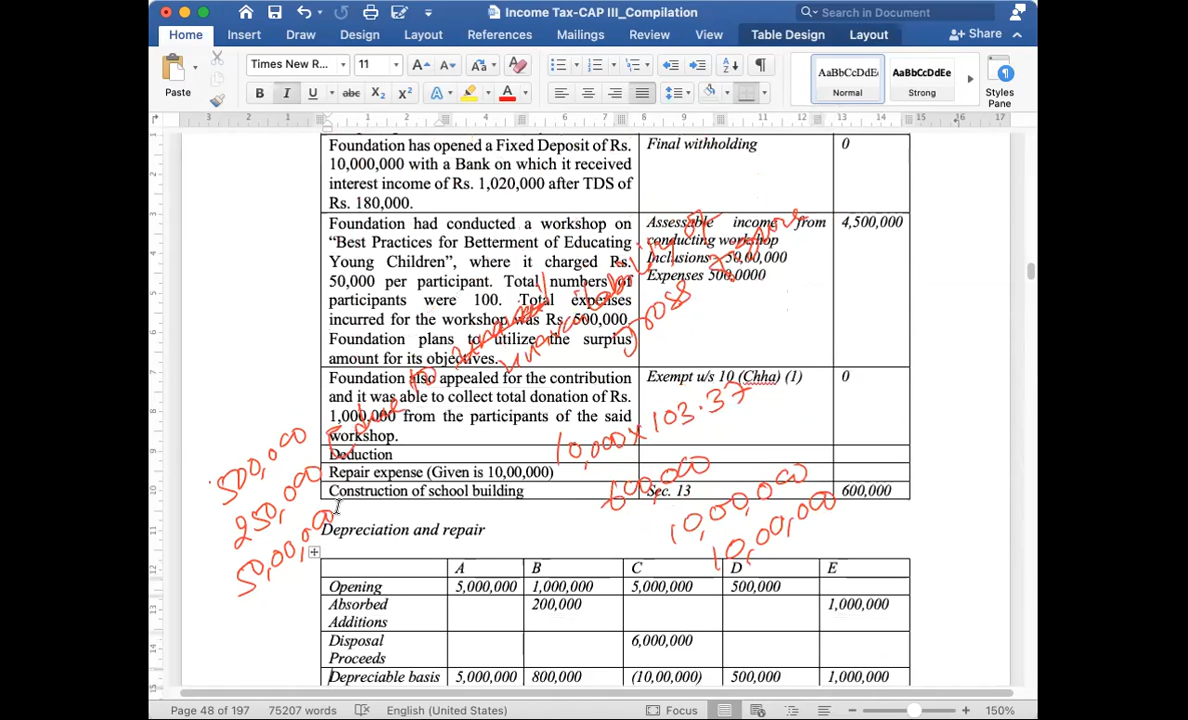 Income Tax-CAP III_Compilation
Search in Document
Home Insert Draw Design Layout References Mailings Review View Table Design Layout Share
Paste
Times New R... 11
AaBbCcDdEe AaBbCcDdEe
Normal Strong
Styles Pane
Foundation has opened a Fixed Deposit of Rs. 10,000,000 with a Bank on which it received interest income of Rs. 1,020,000 after TDS of Rs. 180,000.
Final withholding
0
Foundation had conducted a workshop on
"Best Practices for Betterment of Educating
Young Children", where it charged Rs.
50,000 per participant. Total numbers of
participants were 100. Total expenses
incurred for the workshop was Rs. 500,000.
Foundation plans to utilize the surplus
amount for its objectives.
Assessable income from
conducting workshop
Inclusions 50,00,000
Expenses 500,0000
4,500,000
Foundation also appealed for the contribution
and it was able to collect total donation of Rs.
1,000,000 from the participants of the said
workshop.
Exempt u/s 10 (Chha) (1)
0
Deduction
Repair expense (Given is 10,00,000)
Construction of school building Sec. 13 600,000
due to unavailability of
gross figure
10,000 x 103.37
600,000
10,00,000
10,00,000
500,000
250,000
50,00,000
Depreciation and repair
A B C D E
Opening 5,000,000 1,000,000 5,000,000 500,000
Absorbed Additions 200,000 1,000,000
Disposal Proceeds 6,000,000
Depreciable basis 5,000,000 800,000 (10,00,000) 500,000 1,000,000
Page 48 of 197 75207 words English (United States) Focus 150%